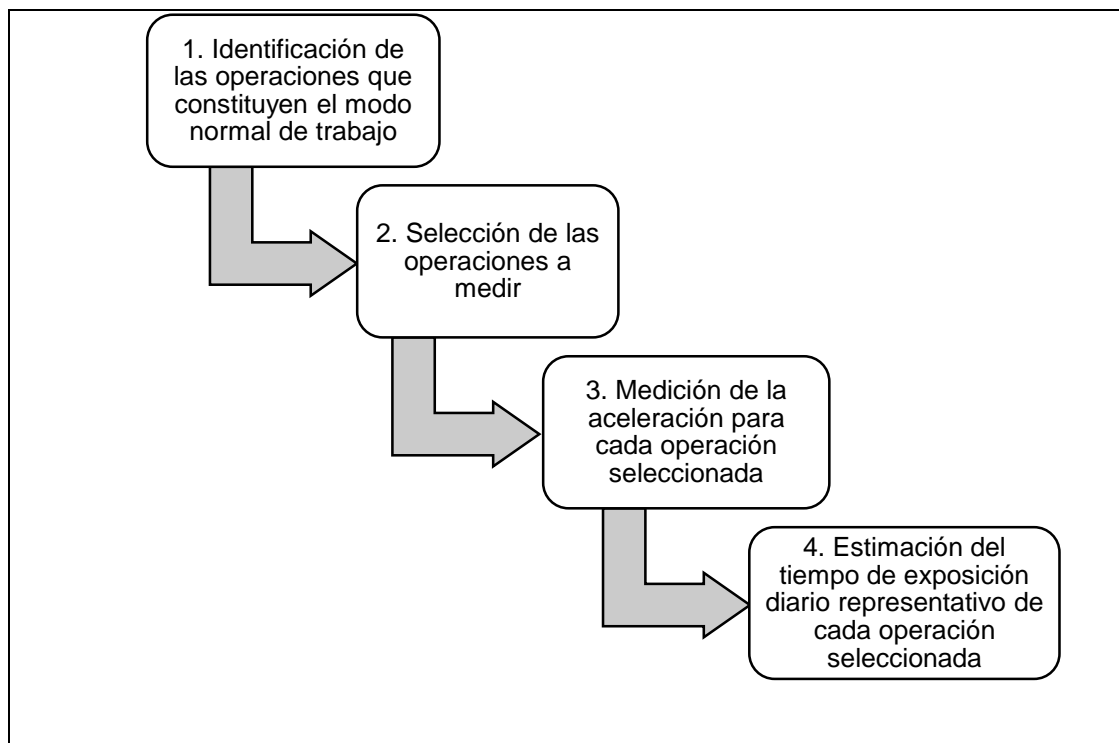 1. Identificación de
las operaciones que
constituyen el modo
normal de trabajo
2. Selección de las
operaciones a
medir
3. Medición de la
aceleración para
cada operación
seleccionada
4. Estimación del
tiempo de exposición
diario representativo de
cada operación
seleccionada